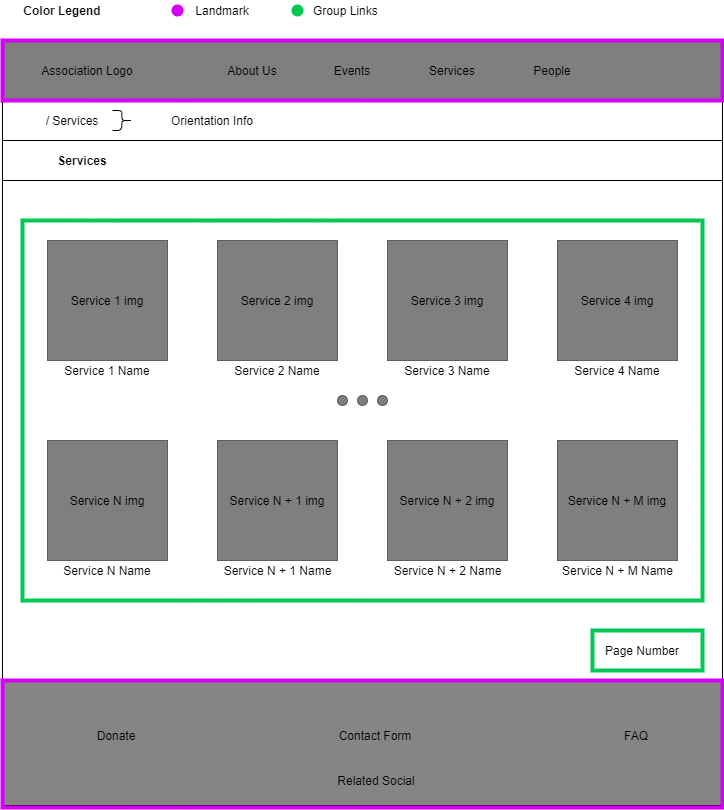 Color Legend Landmark Group Links
Association Logo About Us Events Services People
/ Services Orientation Info
Services
Service 1 img Service 2 img Service 3 img Service 4 img
Service 1 Name Service 2 Name Service 3 Name Service 4 Name
Service N img Service N + 1 img Service N + 2 img Service N + M img
Service N Name Service N + 1 Name Service N + 2 Name Service N + M Name
Page Number
Donate Contact Form FAQ
Related Social